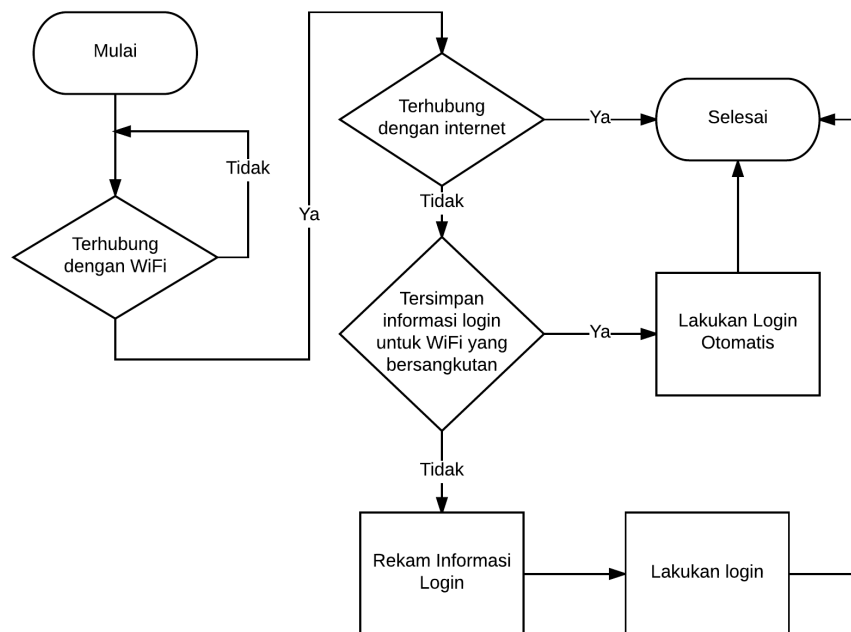 Mulai
Tidak
Terhubung
dengan WiFi
Ya
Terhubung
dengan internet
Ya
Selesai
Tidak
Tersimpan
informasi login
untuk WiFi yang
bersangkutan
Ya
Lakukan Login
Otomatis
Tidak
Rekam Informasi
Login
Lakukan login